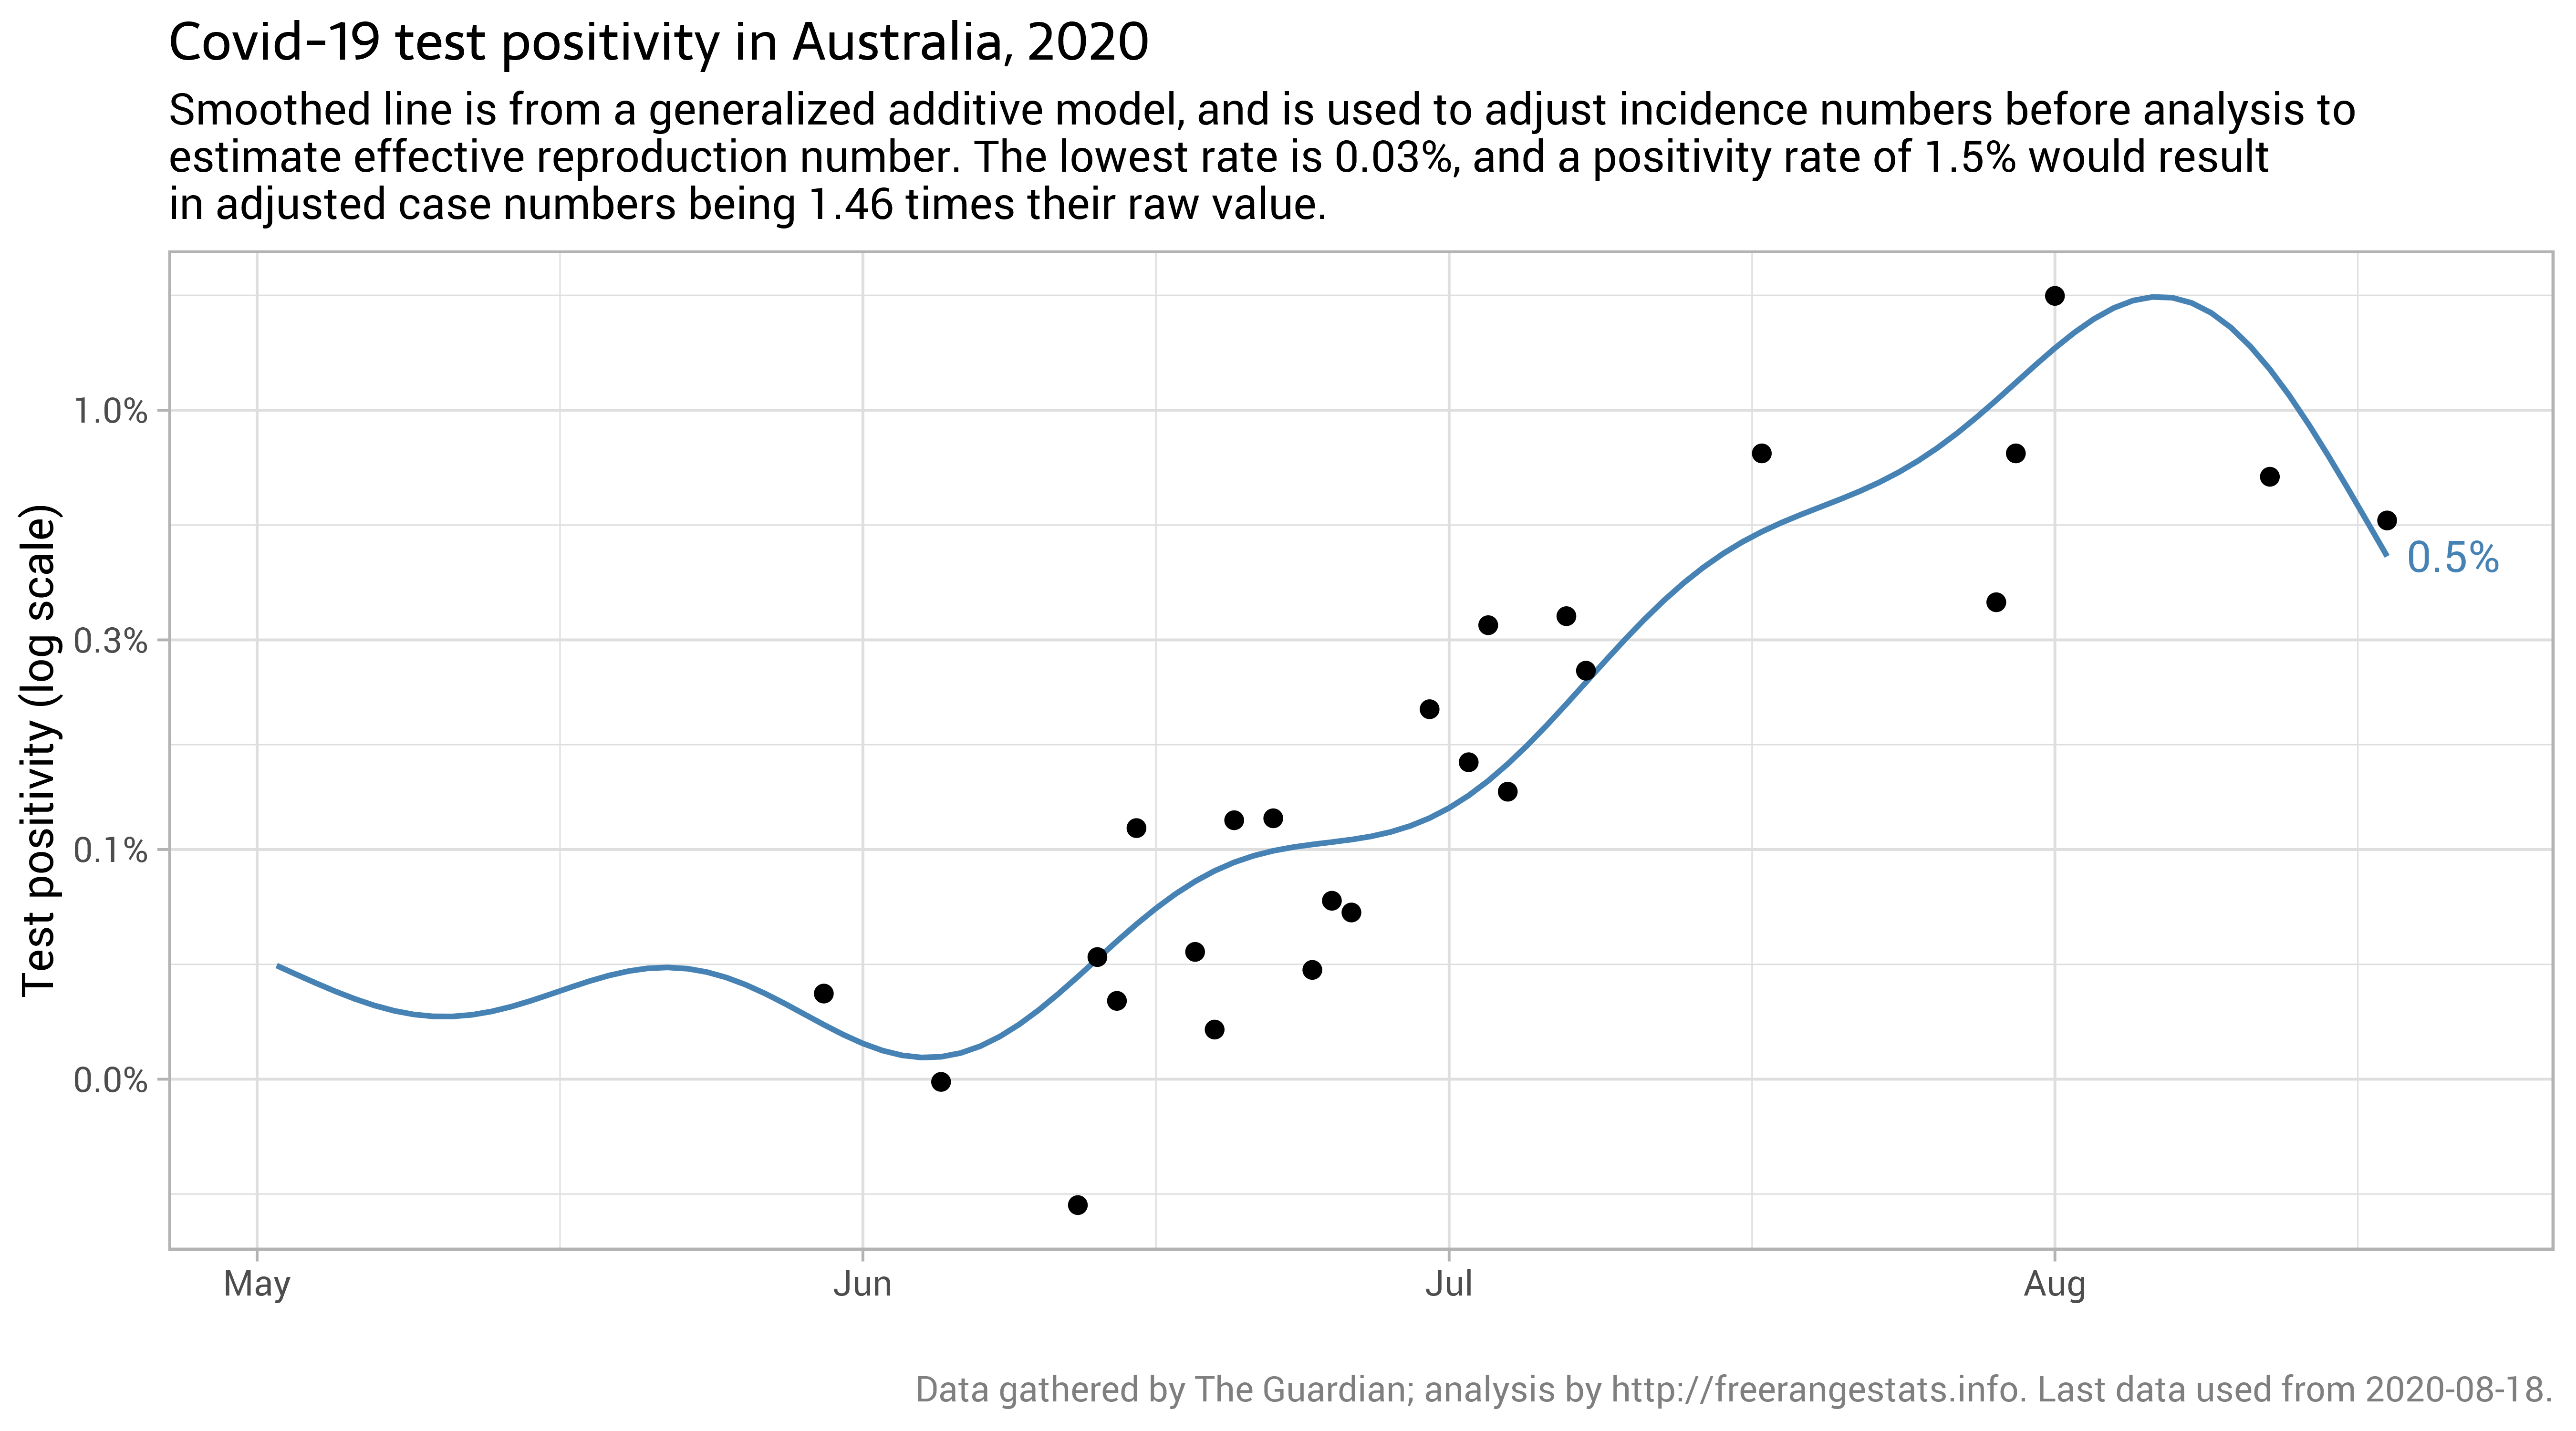 Covid-19 test positivity in Australia, 2020
Smoothed line is from a generalized additive model, and is used to adjust incidence numbers before analysis to
estimate effective reproduction number. The lowest rate is 0.03%, and a positivity rate of 1.5% would result
in adjusted case numbers being 1.46 times their raw value.
Test positivity (log scale)
1.0%
0.3%
0.1%
0.0%
0.5%
May
Jun
Jul
Aug
Data gathered by The Guardian; analysis by http://freerangestats.info. Last data used from 2020-08-18.